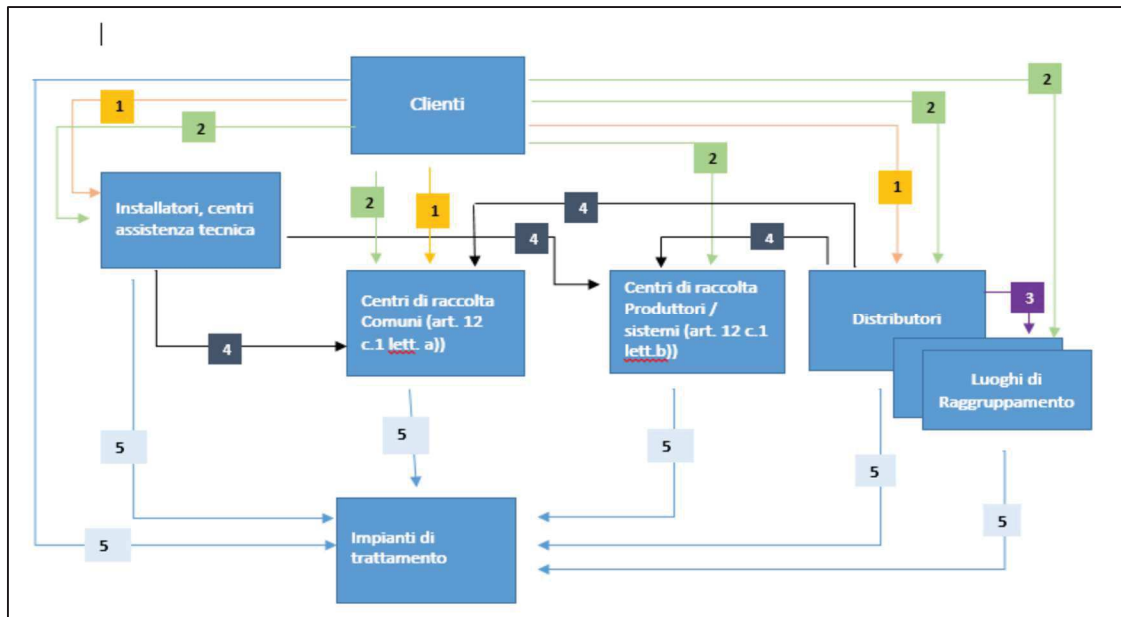 Clienti
2
1
2
2
2
2
1
1
Installatori, centri
assistenza tecnica
4
4
4
Centri di raccolta
Comuni (art. 12
c.1 lett. a))
Centri di raccolta
Produttori /
sistemi (art. 12 c.1
lett.b))
Distributori
3
4
Luoghi di
Raggruppamento
5
5
5
5
5
5
Impianti di
trattamento